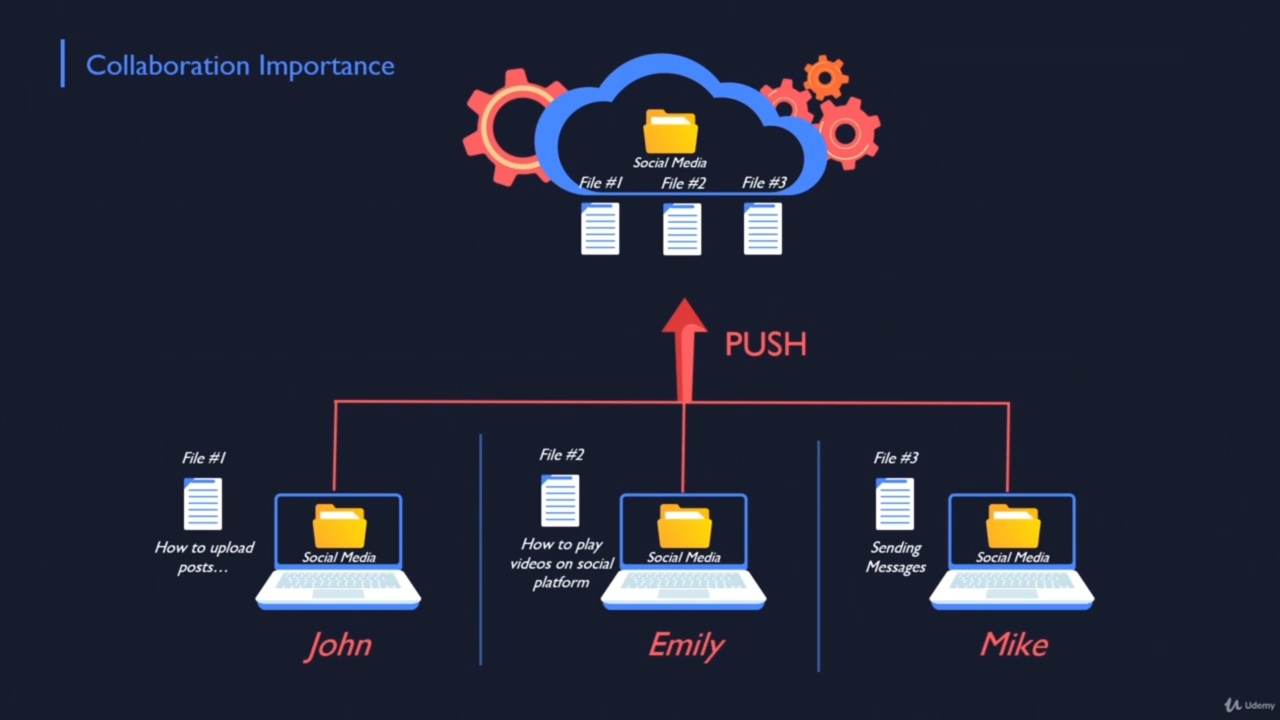 Collaboration Importance
Social Media
File #1
File #2
File #3
PUSH
File #1
How to upload
posts...
Social Media
John
File #2
How to play
videos on social
platform
Social Media
Emily
File #3
Sending
Messages
Social Media
Mike
Udemy